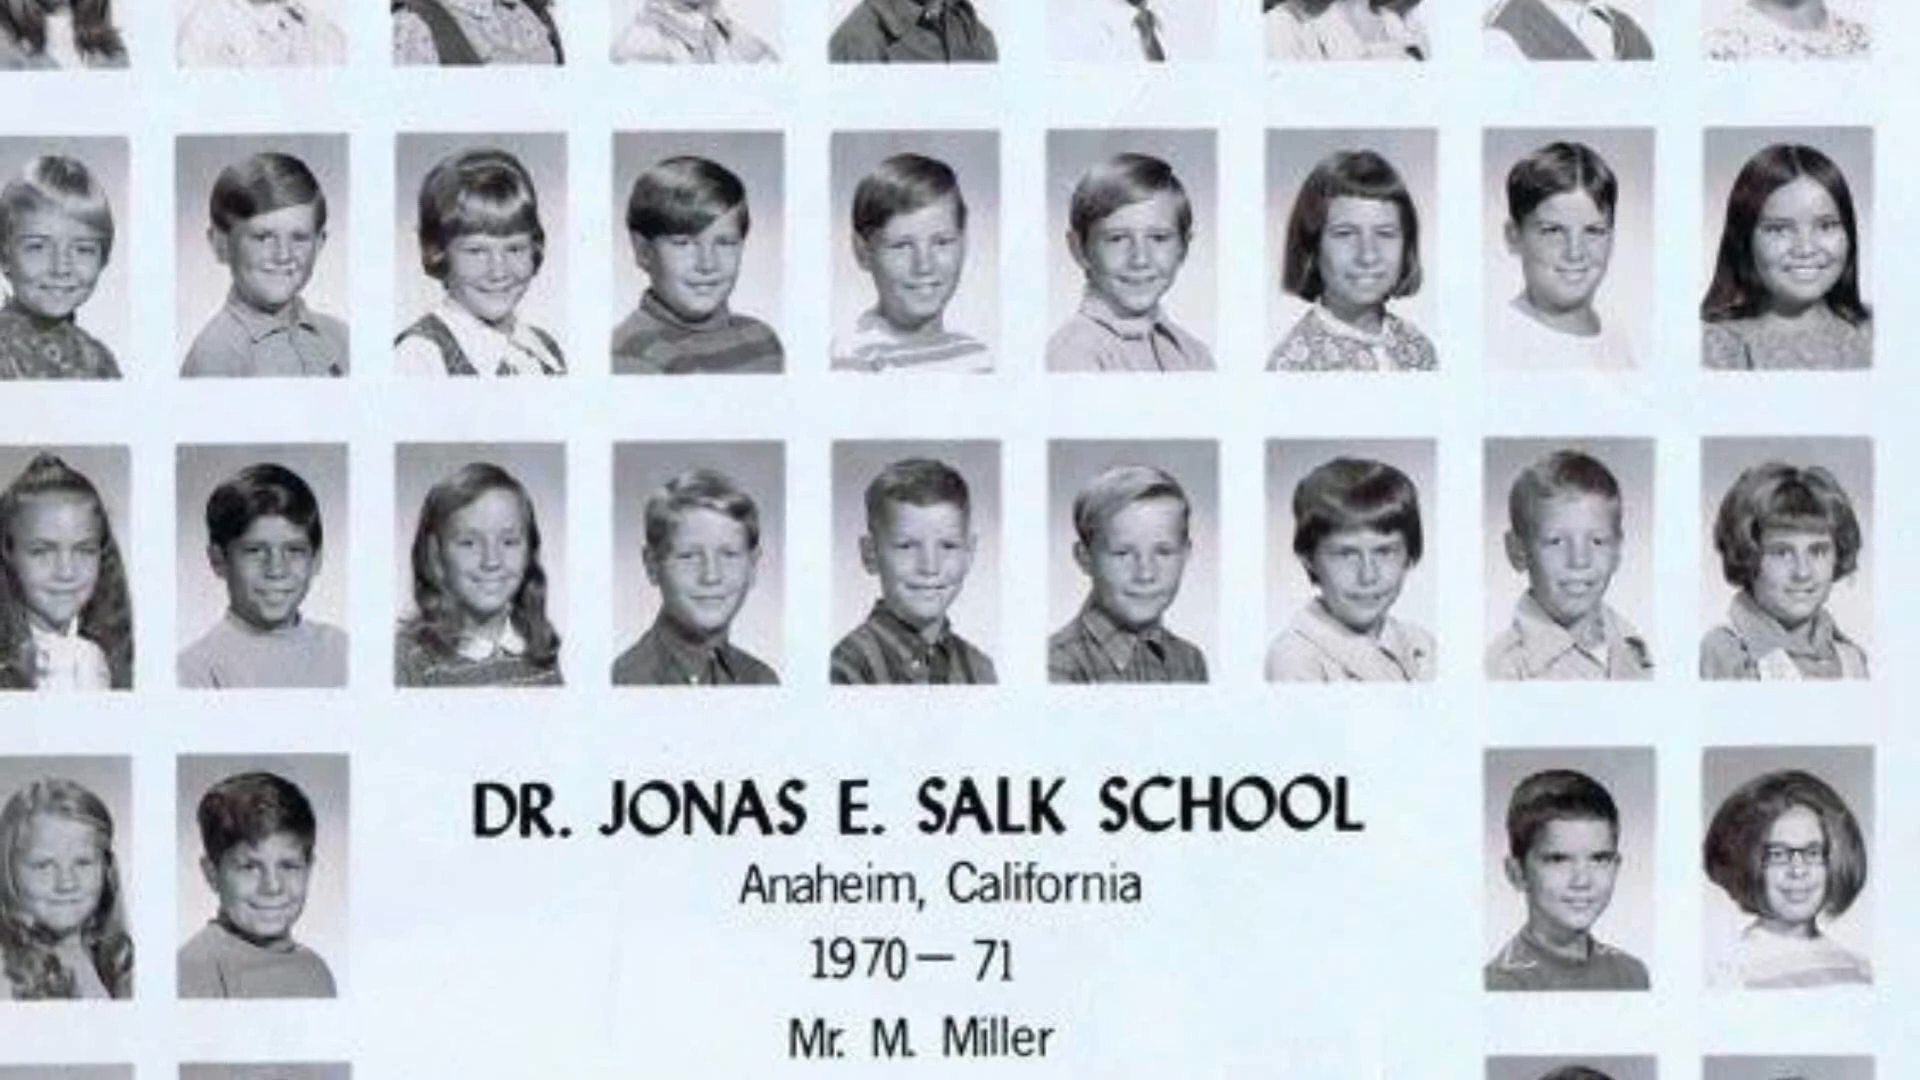 DR. JONAS E. SALK SCHOOL
Anaheim, California
1970 — 71
Mr. M. Miller